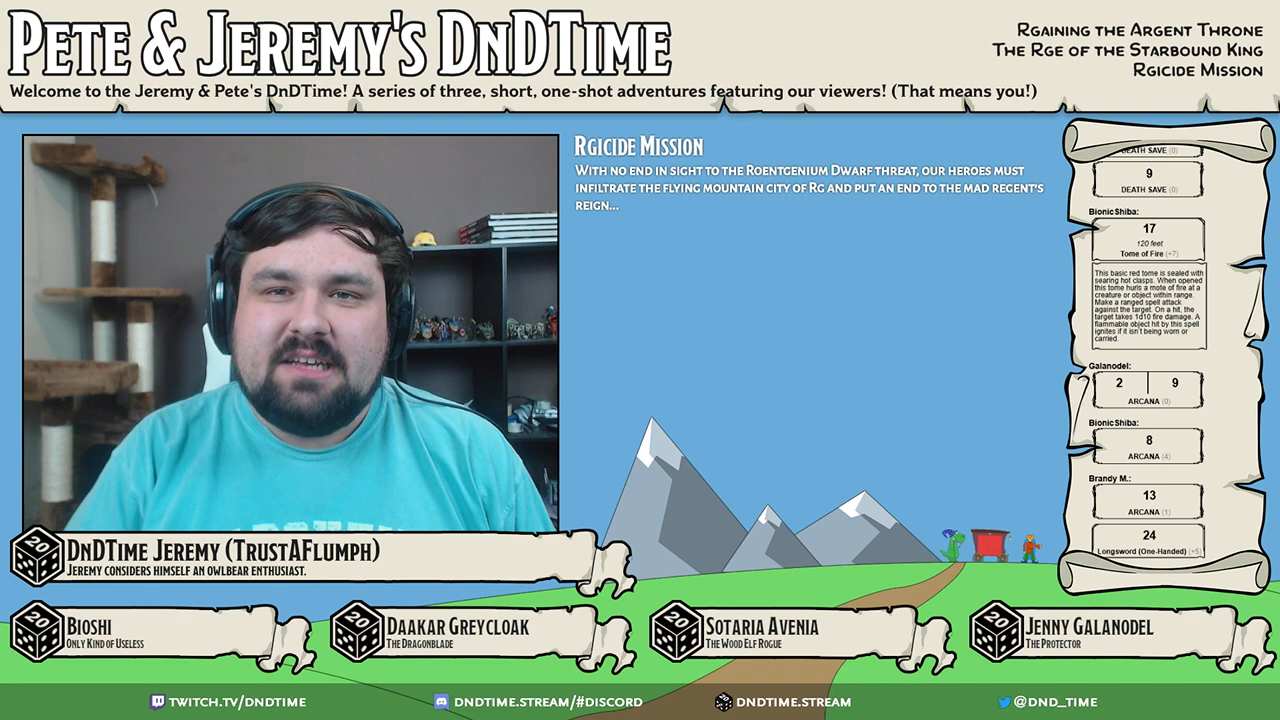 Pete & Jeremy's DnDTime
Welcome to the Jeremy & Pete's DnDTime! A series of three, short, one-shot adventures featuring our viewers! (That means you!)
Rgaining the Argent Throne
The Rge of the Starbound King
Rgicide Mission
Rgicide Mission
With no end in sight to the Roentgenium Dwarf threat, our heroes must
infiltrate the flying mountain city of Rg and put an end to the mad regent's
reign...
DEATH SAVE (0)
9
DEATH SAVE (0)
BionicShiba:
17
120 feet
Tome of Fire (+7)
This basic red tome is sealed with
searing hot clasps. When opened
this tome hurls a mote of fire at a
creature or object within range.
Make a ranged spell attack
against the target. On a hit, the
target takes 1d10 fire damage. A
flammable object hit by this spell
ignites if it isn't being worn or
carried.
Galanodel:
2 9
ARCANA (0)
BionicShiba:
8
ARCANA (4)
Brandy M.:
13
ARCANA (1)
24
Longsword (One-Handed) (+5)
20
DnDTime Jeremy (TrustAFlumph)
Jeremy considers himself an owlbear enthusiast.
20
Bioshi
Only Kind of Useless
20
Daakar Greycloak
The Dragonblade
20
Sotaria Avenia
The Wood Elf Rogue
20
Jenny Galanodel
The Protector
TWITCH.TV/DNDTIME
DNDTIME.STREAM/#DISCORD
DNDTIME.STREAM
@DND_TIME